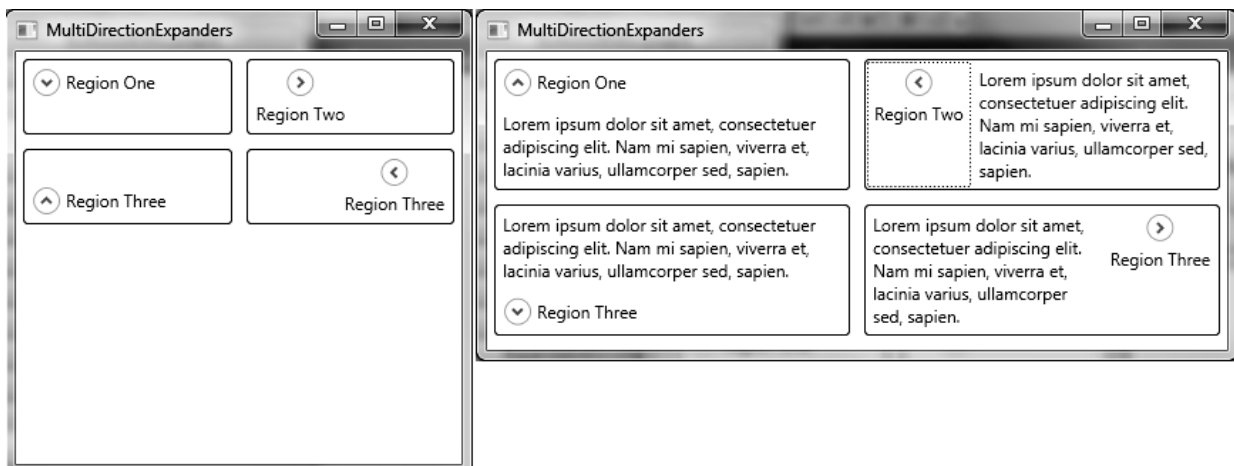 MultiDirectionExpanders
Region One
Region Two
Region Three
Region Three
MultiDirectionExpanders
Region One
Lorem ipsum dolor sit amet, consectetuer
adipiscing elit. Nam mi sapien, viverra et,
lacinia varius, ullamcorper sed, sapien.
Region Two
Lorem ipsum dolor sit amet,
consectetuer adipiscing elit.
Nam mi sapien, viverra et,
lacinia varius, ullamcorper sed,
sapien.
Lorem ipsum dolor sit amet, consectetuer
adipiscing elit. Nam mi sapien, viverra et,
lacinia varius, ullamcorper sed, sapien.
Region Three
Lorem ipsum dolor sit amet,
consectetuer adipiscing elit.
Nam mi sapien, viverra et,
lacinia varius, ullamcorper
sed, sapien.
Region Three